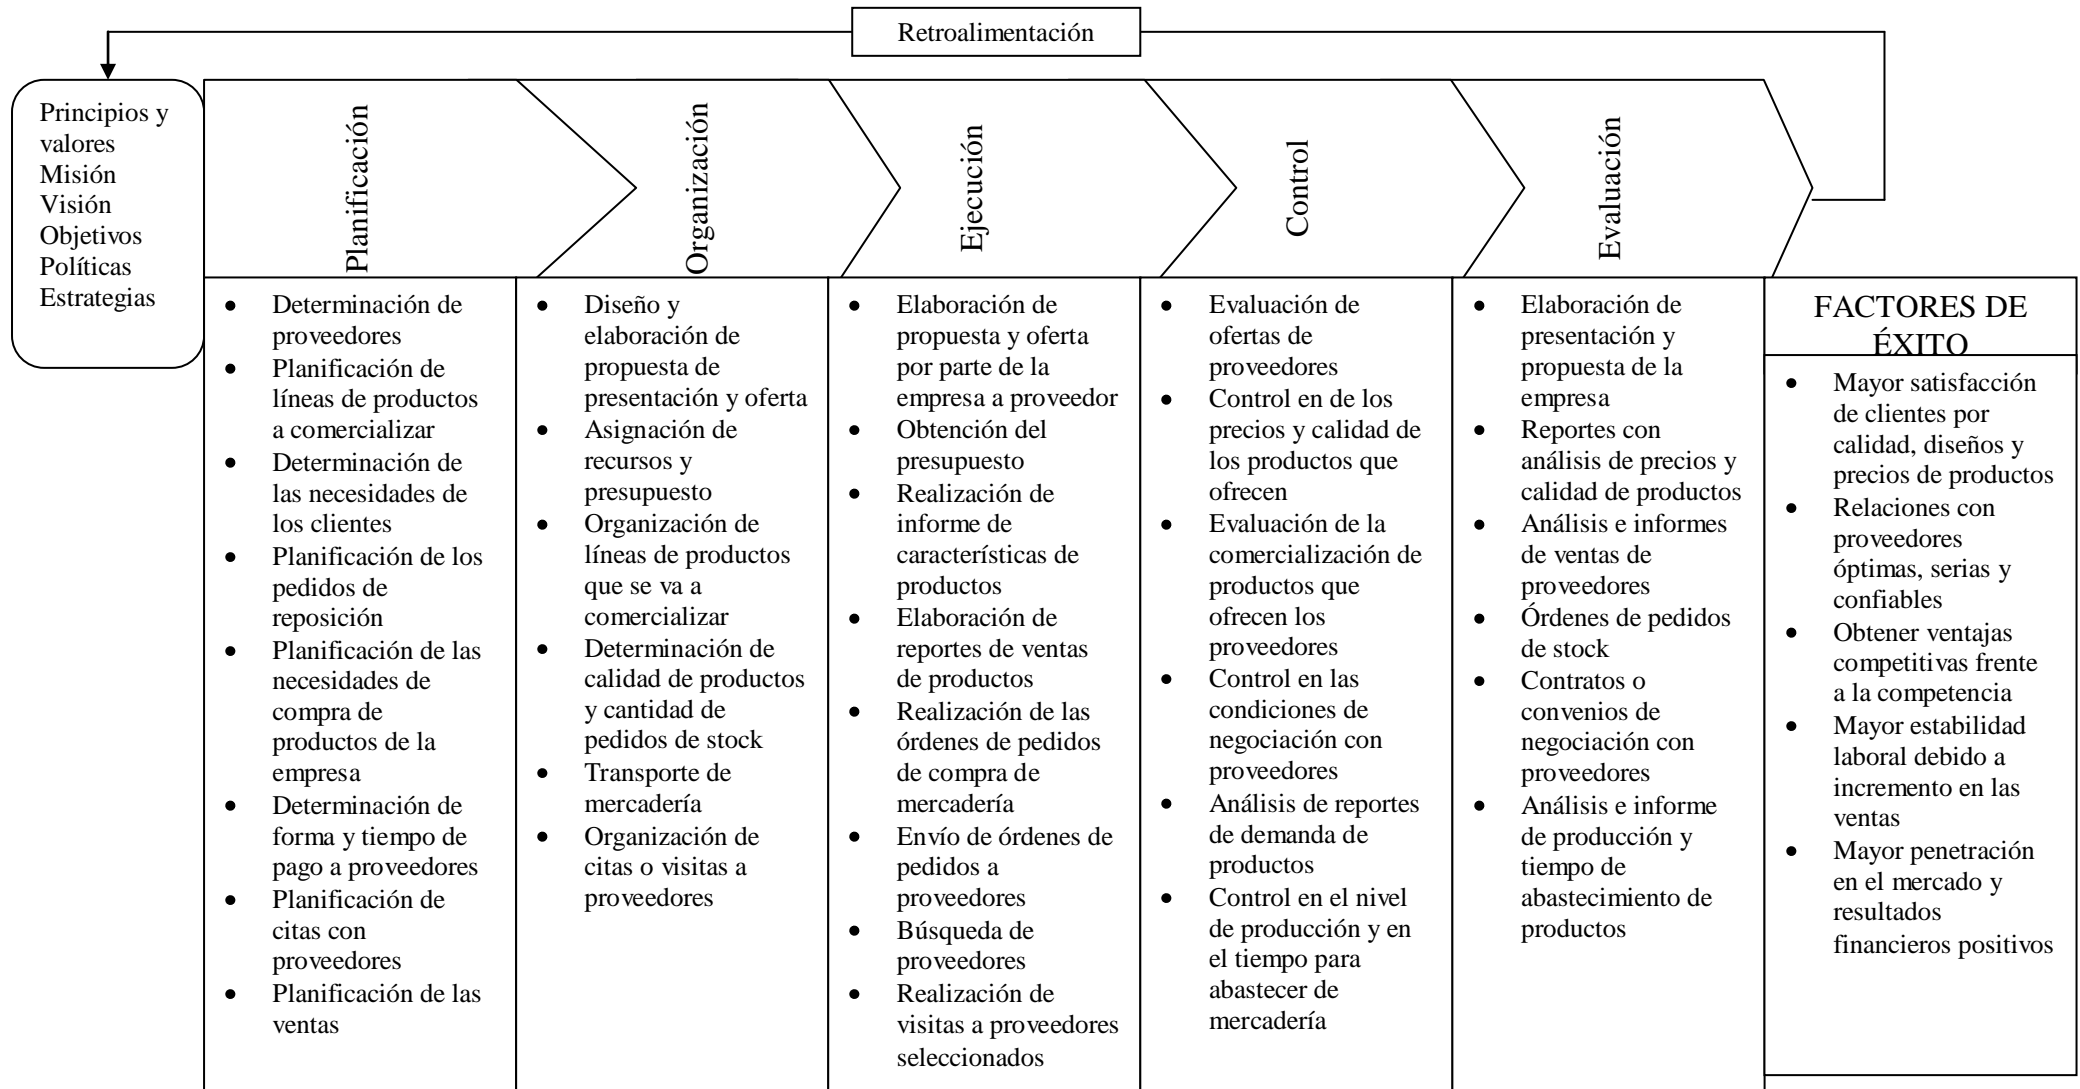 Retroalimentación
Principios y
valores
Misión
Visión
Objetivos
Políticas
Estrategias
Planificación
Organización
Ejecución
Control
Evaluación
• Determinación de
proveedores
• Planificación de
líneas de productos
a comercializar
• Determinación de
las necesidades de
los clientes
• Planificación de los
pedidos de
reposición
• Planificación de las
necesidades de
compra de
productos de la
empresa
• Determinación de
forma y tiempo de
pago a proveedores
• Planificación de
citas con
proveedores
• Planificación de las
ventas
• Diseño y
elaboración de
propuesta de
presentación y oferta
• Asignación de
recursos y
presupuesto
• Organización de
líneas de productos
que se va a
comercializar
• Determinación de
calidad de productos
y cantidad de
pedidos de stock
• Transporte de
mercadería
• Organización de
citas o visitas a
proveedores
• Elaboración de
propuesta y oferta
por parte de la
empresa a proveedor
• Obtención del
presupuesto
• Realización de
informe de
características de
productos
• Elaboración de
reportes de ventas
de productos
• Realización de las
órdenes de pedidos
de compra de
mercadería
• Envío de órdenes de
pedidos a
proveedores
• Búsqueda de
proveedores
• Realización de
visitas a proveedores
seleccionados
• Evaluación de
ofertas de
proveedores
• Control en de los
precios y calidad de
los productos que
ofrecen
• Evaluación de la
comercialización de
productos que
ofrecen los
proveedores
• Control en las
condiciones de
negociación con
proveedores
• Análisis de reportes
de demanda de
productos
• Control en el nivel
de producción y en
el tiempo para
abastecer de
mercadería
• Elaboración de
presentación y
propuesta de la
empresa
• Reportes con
análisis de precios y
calidad de productos
• Análisis e informes
de ventas de
proveedores
• Órdenes de pedidos
de stock
• Contratos o
convenios de
negociación con
proveedores
• Análisis e informe
de producción y
tiempo de
abastecimiento de
productos
FACTORES DE
ÉXITO
• Mayor satisfacción
de clientes por
calidad, diseños y
precios de productos
• Relaciones con
proveedores
óptimas, serias y
confiables
• Obtener ventajas
competitivas frente
a la competencia
• Mayor estabilidad
laboral debido a
incremento en las
ventas
• Mayor penetración
en el mercado y
resultados
financieros positivos